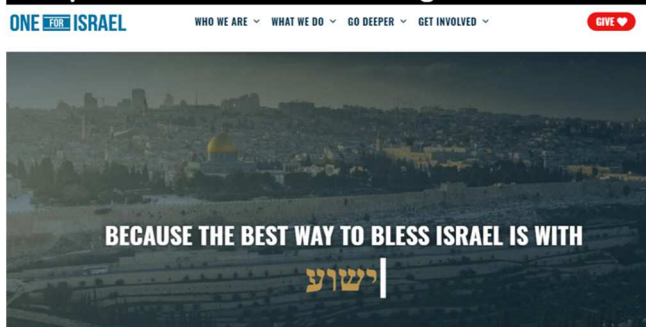 ONE FOR ISRAEL
WHO WE ARE WHAT WE DO GO DEEPER GET INVOLVED
GIVE
BECAUSE THE BEST WAY TO BLESS ISRAEL IS WITH
ישוע